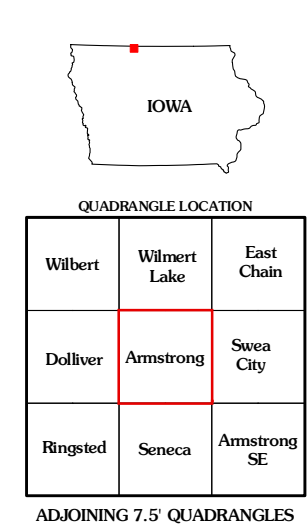 IOWA
QUADRANGLE LOCATION
Wilbert
Wilmert
Lake
East
Chain
Dolliver
Armstrong
Swea
City
Ringsted
Seneca
Armstrong
SE
ADJOINING 7.5' QUADRANGLES